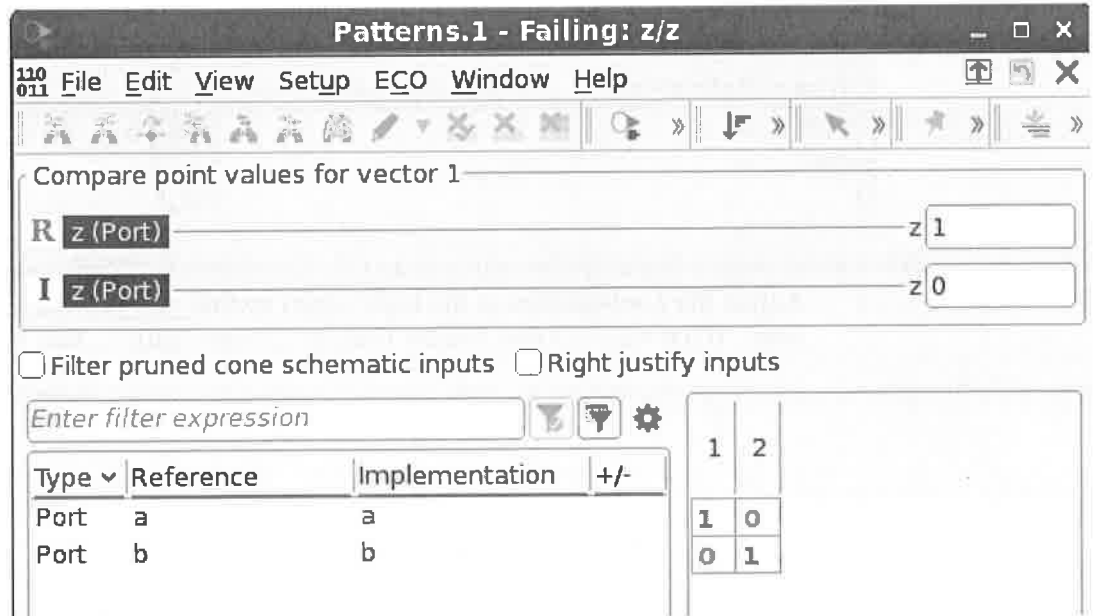 Patterns.1 - Failing: z/z
110 011 File Edit View Setup ECO Window Help
Compare point values for vector 1
R z (Port) z 1
I z (Port) z 0
Filter pruned cone schematic inputs Right justify inputs
Enter filter expression
1 2
Type Reference Implementation +/-
Port a a 1 0
Port b b 0 1